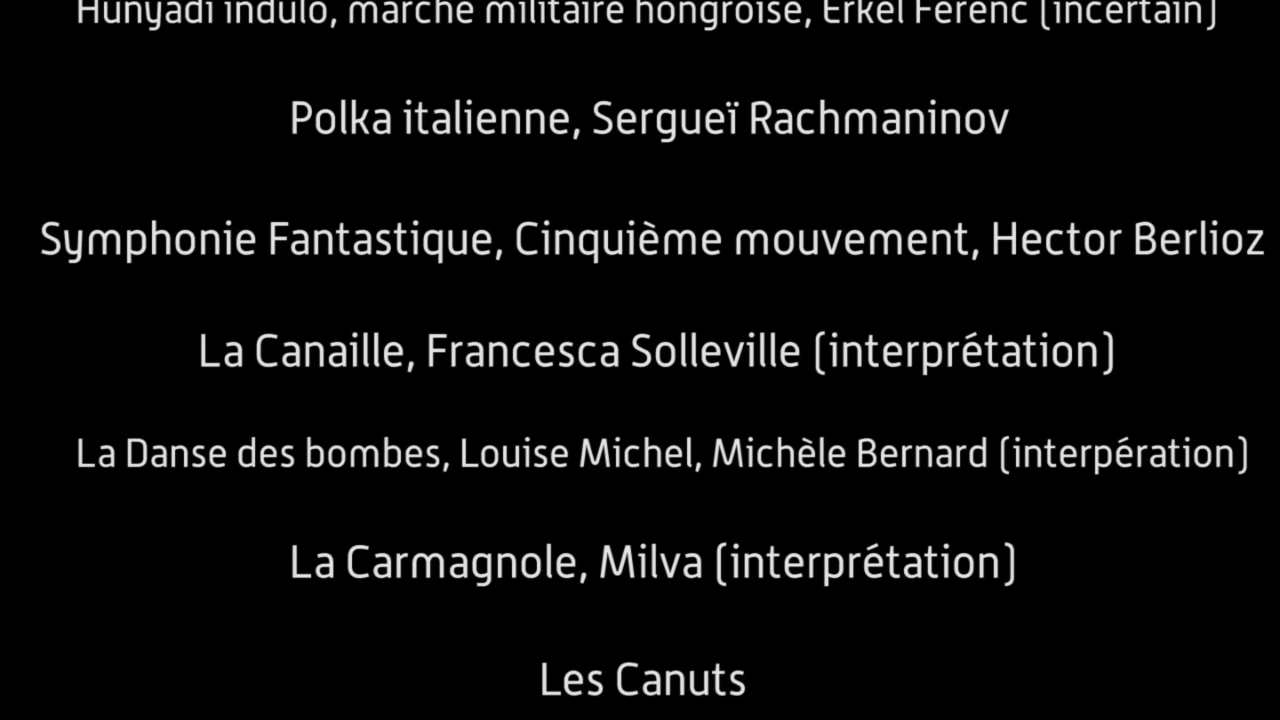 Hunyadi induló, marche militaire hongroise, Erkel Ferenc (incertain)
Polka italienne, Sergueï Rachmaninov
Symphonie Fantastique, Cinquième mouvement, Hector Berlioz
La Canaille, Francesca Solleville (interprétation)
La Danse des bombes, Louise Michel, Michèle Bernard (interpération)
La Carmagnole, Milva (interprétation)
Les Canuts